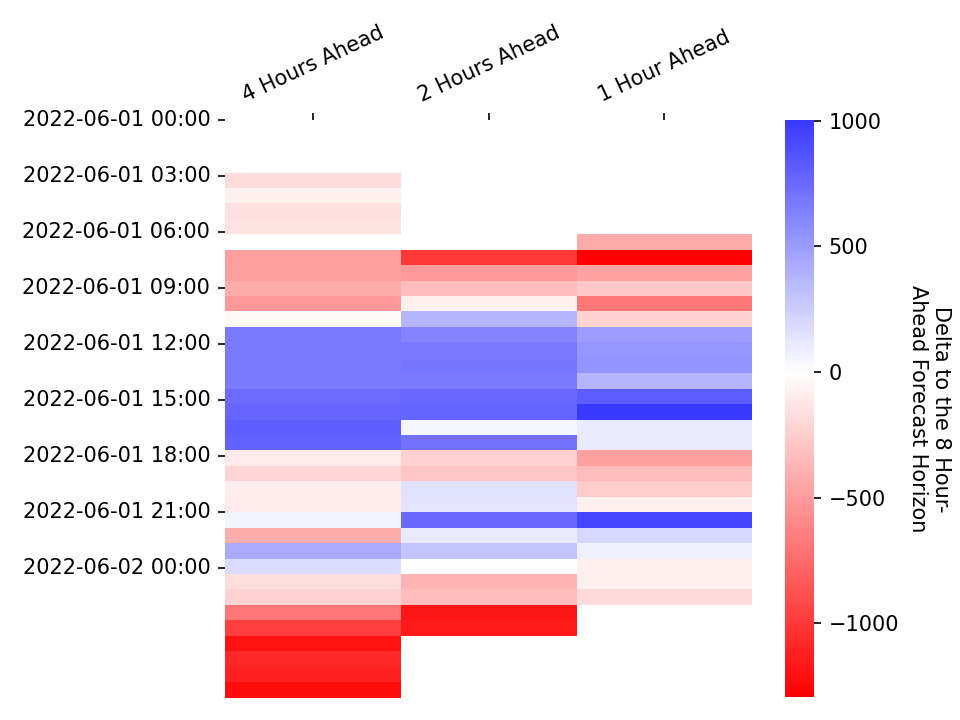 4 Hours Ahead
2 Hours Ahead
1 Hour Ahead
2022-06-01 00:00
2022-06-01 03:00
2022-06-01 06:00
2022-06-01 09:00
2022-06-01 12:00
2022-06-01 15:00
2022-06-01 18:00
2022-06-01 21:00
2022-06-02 00:00
1000
500
0
−500
−1000
Delta to the 8 Hour-
Ahead Forecast Horizon